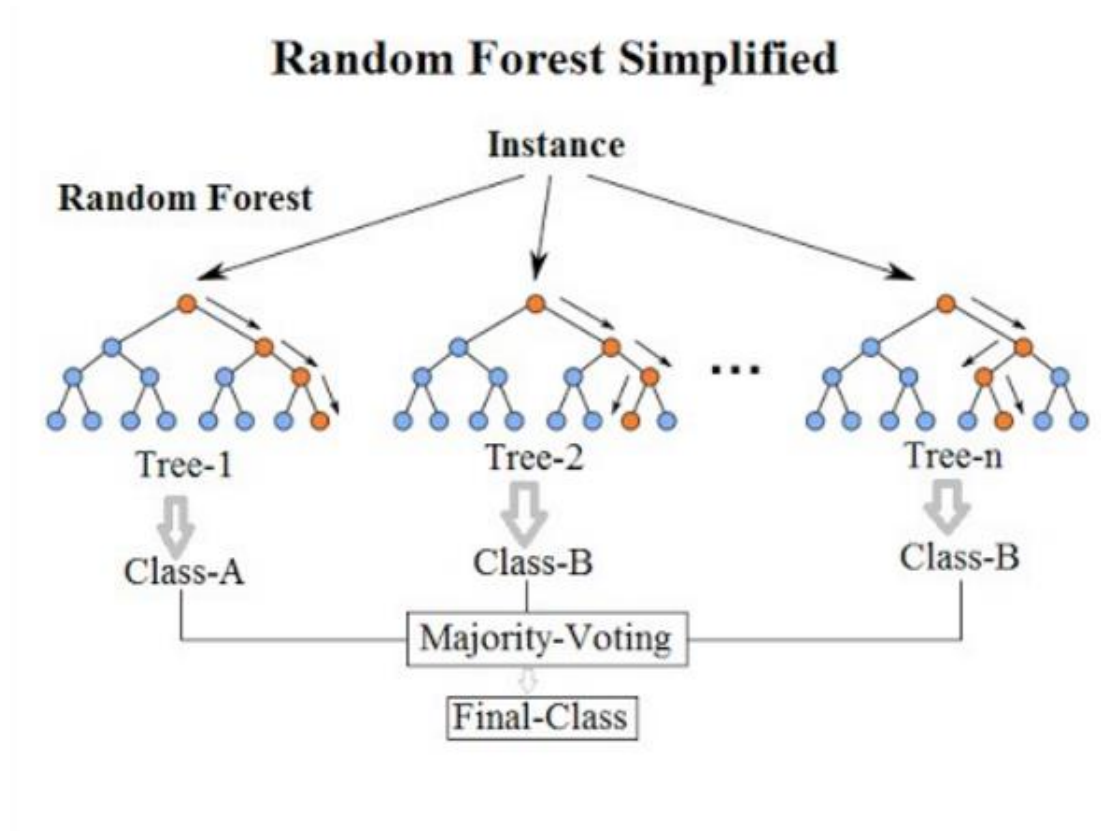 Random Forest Simplified
Instance
Random Forest
...
Tree-1
Tree-2
Tree-n
Class-A
Class-B
Class-B
Majority-Voting
Final-Class